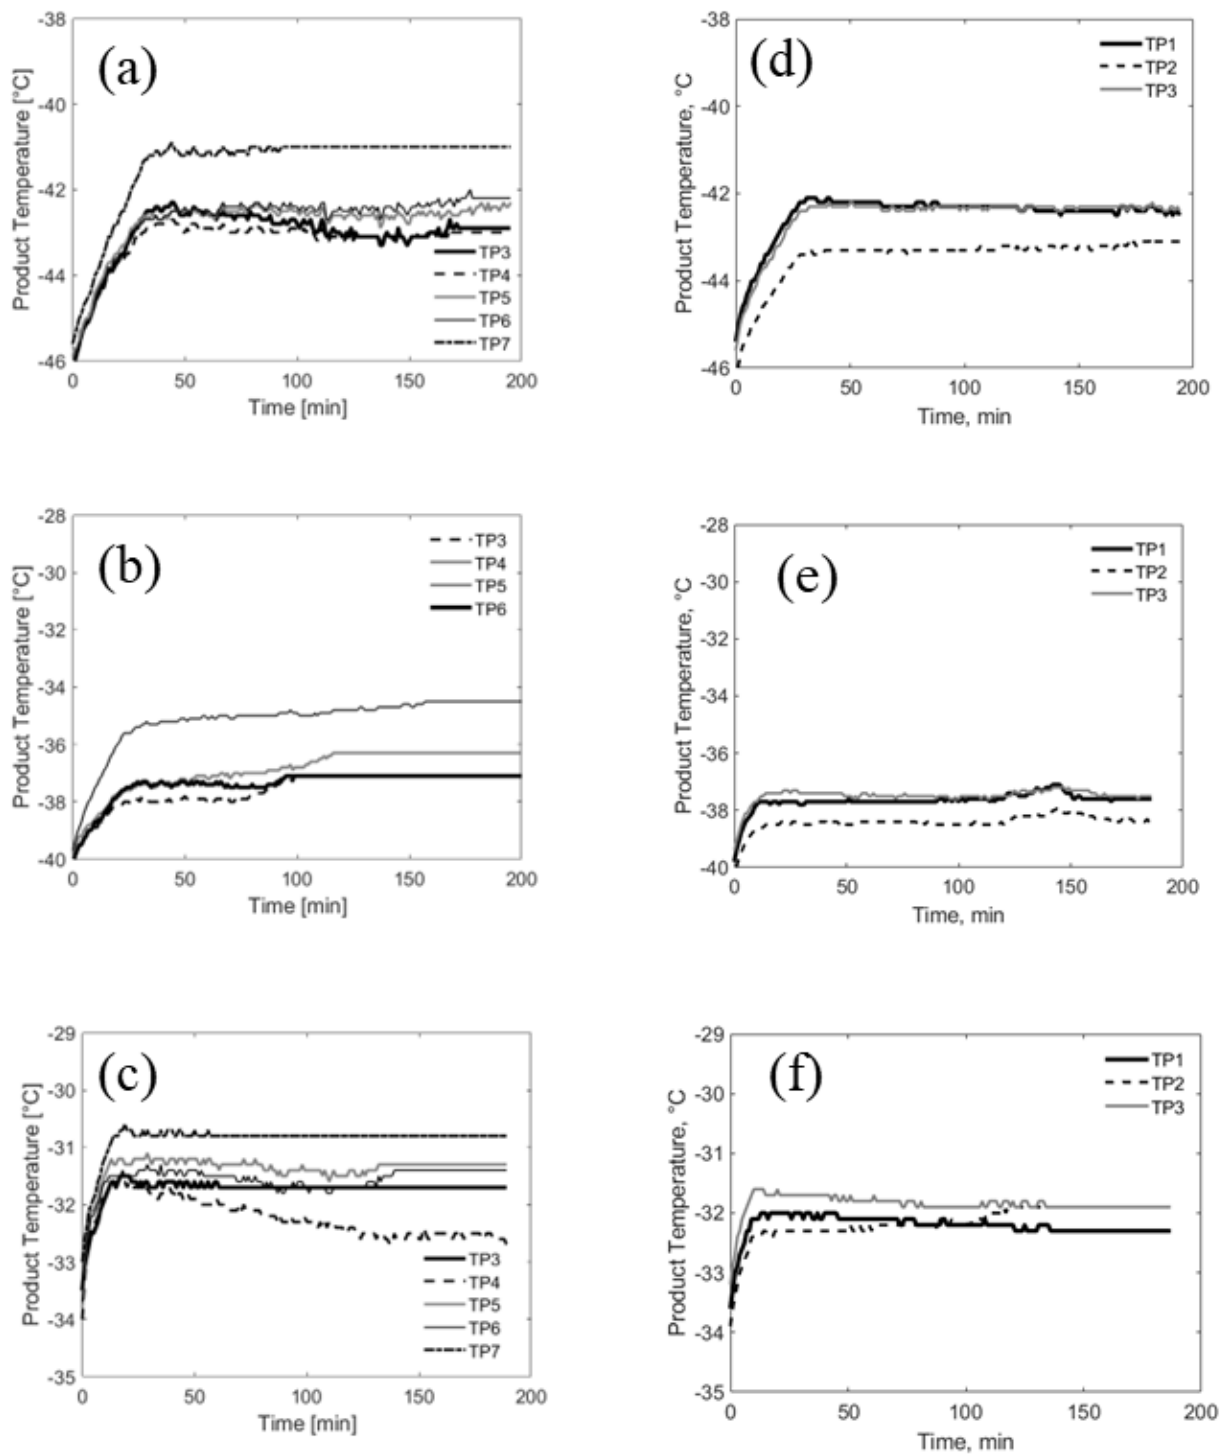 -38
-40
-42
-44
-46
Product Temperature [°C]
(a)
TP3
TP4
TP5
TP6
TP7
0
50
100
150
200
Time [min]
-38
-40
-42
-44
-46
Product Temperature, °C
(d)
TP1
TP2
TP3
0
50
100
150
200
Time, min
-28
-30
-32
-34
-36
-38
-40
Product Temperature [°C]
(b)
TP3
TP4
TP5
TP6
0
50
100
150
200
Time [min]
-28
-30
-32
-34
-36
-38
-40
Product Temperature, °C
(e)
TP1
TP2
TP3
0
50
100
150
200
Time, min
-29
-30
-31
-32
-33
-34
-35
Product Temperature [°C]
(c)
TP3
TP4
TP5
TP6
TP7
0
50
100
150
200
Time [min]
-29
-30
-31
-32
-33
-34
-35
Product Temperature, °C
(f)
TP1
TP2
TP3
0
50
100
150
200
Time, min